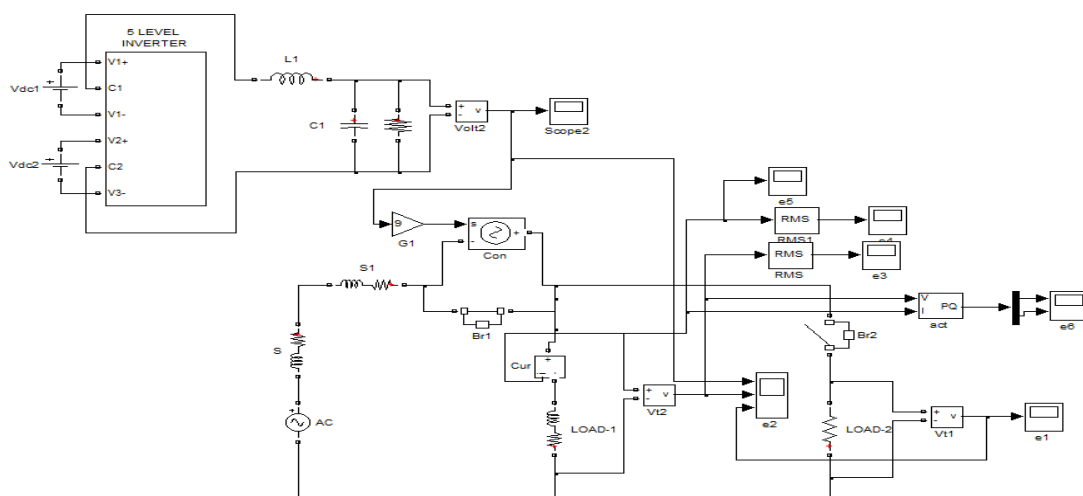 5 LEVEL
INVERTER
V1+
C1
V1-
V2+
C2
V3-
Vdc1
Vdc2
L1
C1
+
-
v
Volt2
Scope2
9
G1
s
-
+
Con
e5
RMS
RMS1
RMS
RMS
e3
S1
Br1
V
I
PQ
act
e6
Br2
S
Cur
+
AC
LOAD-1
+
-
v
Vt2
e2
LOAD-2
+
-
v
Vt1
e1